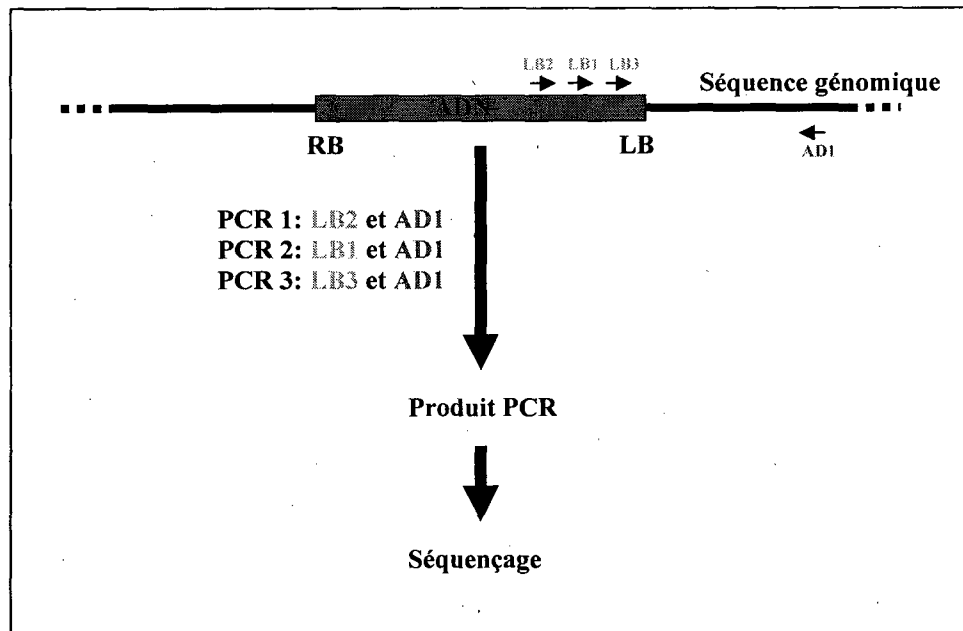 LB2 LB1 LB3
Séquence génomique
ADN
RB
LB
AD1
PCR 1: LB2 et AD1
PCR 2: LB1 et AD1
PCR 3: LB3 et AD1
Produit PCR
Séquençage